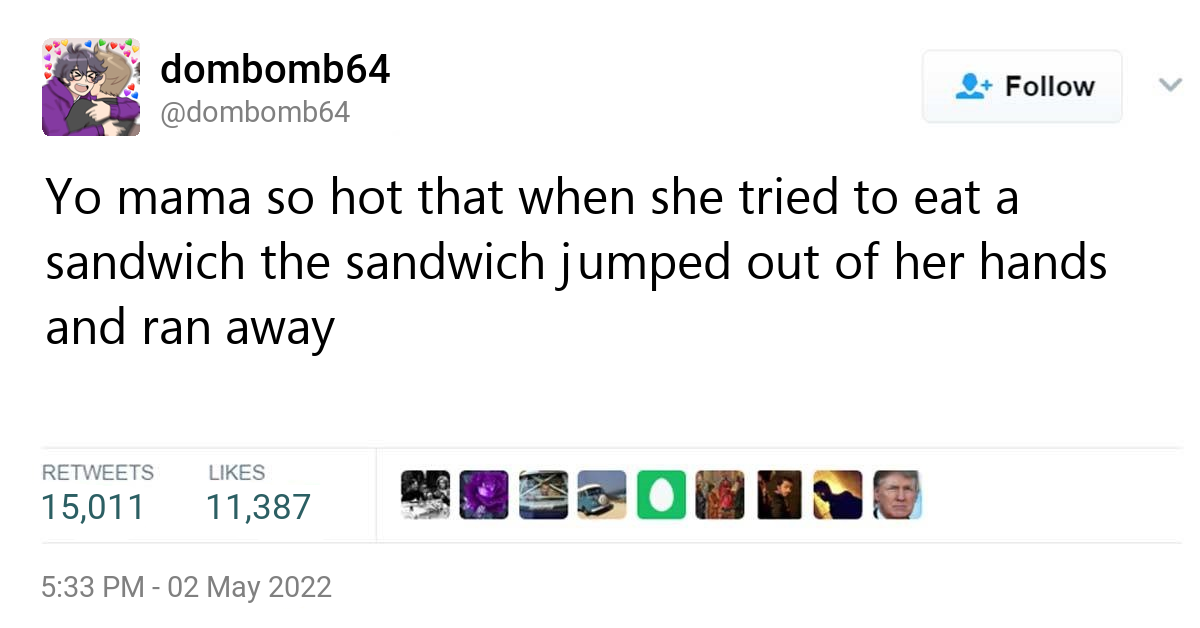 dombomb64
@dombomb64
Follow
Yo mama so hot that when she tried to eat a
sandwich the sandwich jumped out of her hands
and ran away
RETWEETS LIKES
15,011 11,387
5:33 PM - 02 May 2022